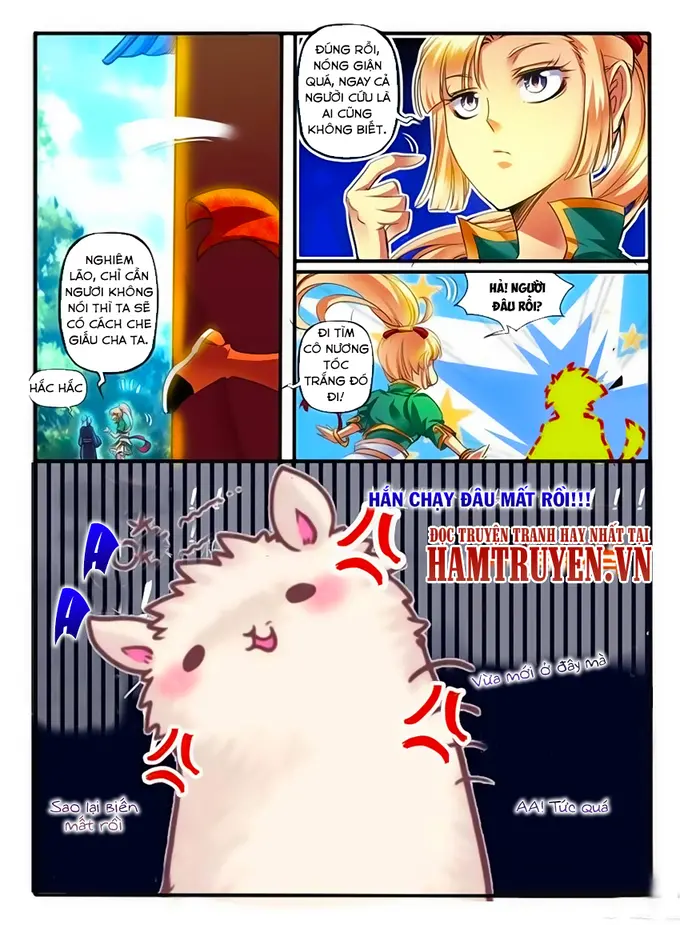 ĐÚNG RỒI,
NÓNG GIẬN
QUÁ, NGAY CẢ
NGƯỜI CỨU LÀ
AI CŨNG
KHÔNG BIẾT.
NGHIÊM
LÃO, CHỈ CẦN
NGƯƠI KHÔNG
NÓI THÌ TA SẼ
CÓ CÁCH CHE
GIẤU CHA TA.
HẮC HẮC
HẢ! NGƯỜI
ĐÂU RỒI?
ĐI TÌM
CÔ NƯƠNG
TÓC
TRẮNG ĐÓ
ĐI!
HẮN CHẠY ĐÂU MẤT RỒI!!!
ĐỌC TRUYỆN TRANH HAY NHẤT TẠI
HAMTRUYEN.VN
A
A
Vừa mới ở đây mà
Sao lại biến
mất rồi
AA! Tức quá